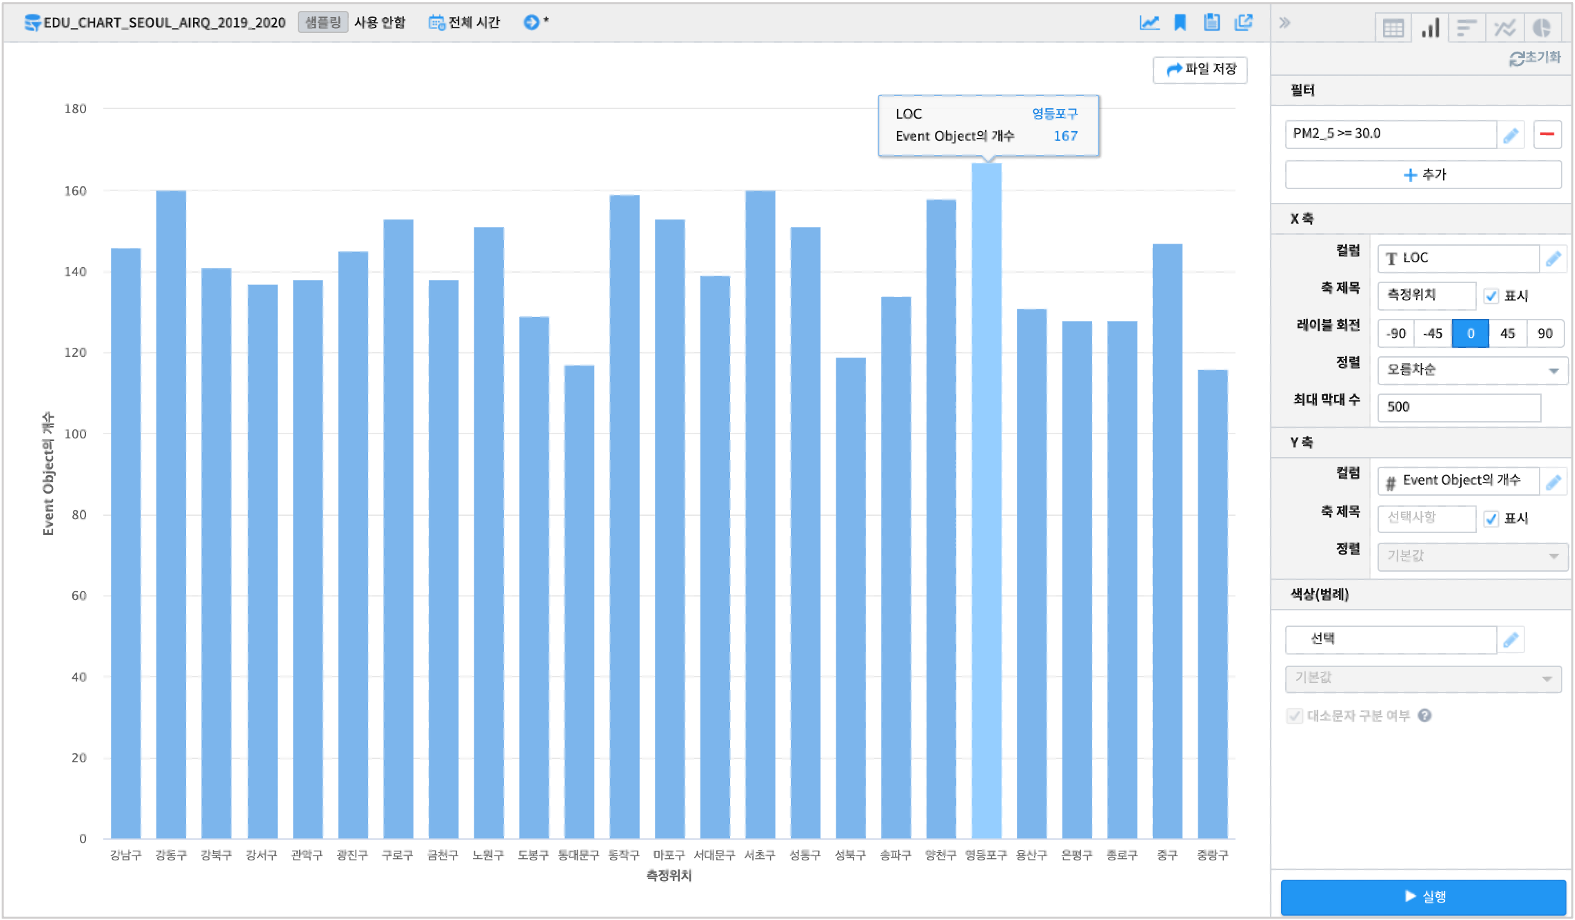 EDU_CHART_SEOUL_AIRQ_2019_2020 샘플링 사용 안함 전체 시간 *
초기화
파일 저장
LOC 영등포구
Event Object의 개수 167
180
160
140
120
100
80
60
40
20
0
Event Object의 개수
강남구 강동구 강북구 강서구 관악구 광진구 구로구 금천구 노원구 도봉구 동대문구 동작구 마포구 서대문구 서초구 성동구 성북구 송파구 양천구 영등포구 용산구 은평구 종로구 중구 중랑구
측정위치
필터
PM2_5 >= 30.0
추가
X 축
컬럼 T LOC
축 제목 측정위치 표시
레이블 회전 -90 -45 0 45 90
정렬 오름차순
최대 막대 수 500
Y 축
컬럼 # Event Object의 개수
축 제목 선택사항 표시
정렬 기본값
색상(범례)
선택
기본값
대소문자 구분 여부 ?
실행